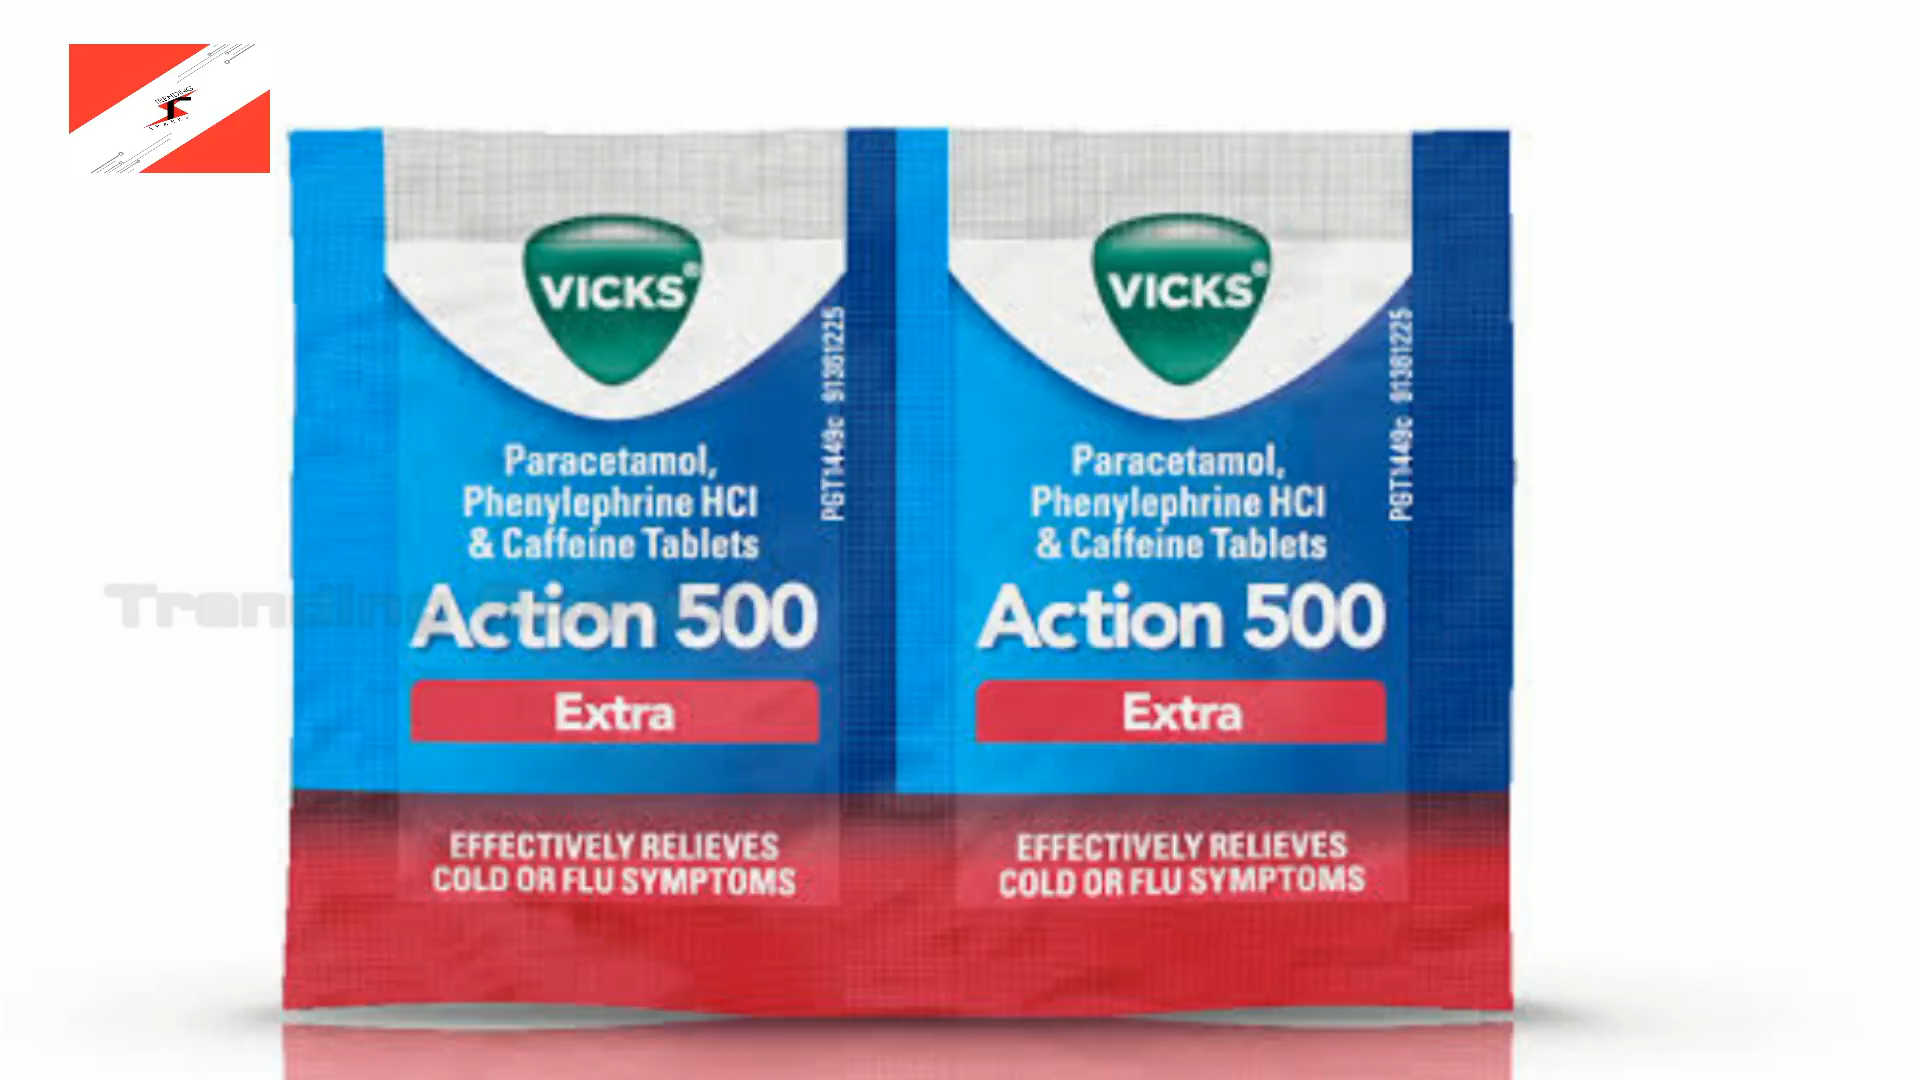 TRENDING
VICKS®
Paracetamol,
Phenylephrine HCl
& Caffeine Tablets
Action 500
Extra
EFFECTIVELY RELIEVES
COLD OR FLU SYMPTOMS
PGT1449c 91381225
VICKS®
Paracetamol,
Phenylephrine HCl
& Caffeine Tablets
Action 500
Extra
EFFECTIVELY RELIEVES
COLD OR FLU SYMPTOMS
PGT1449c 91381225